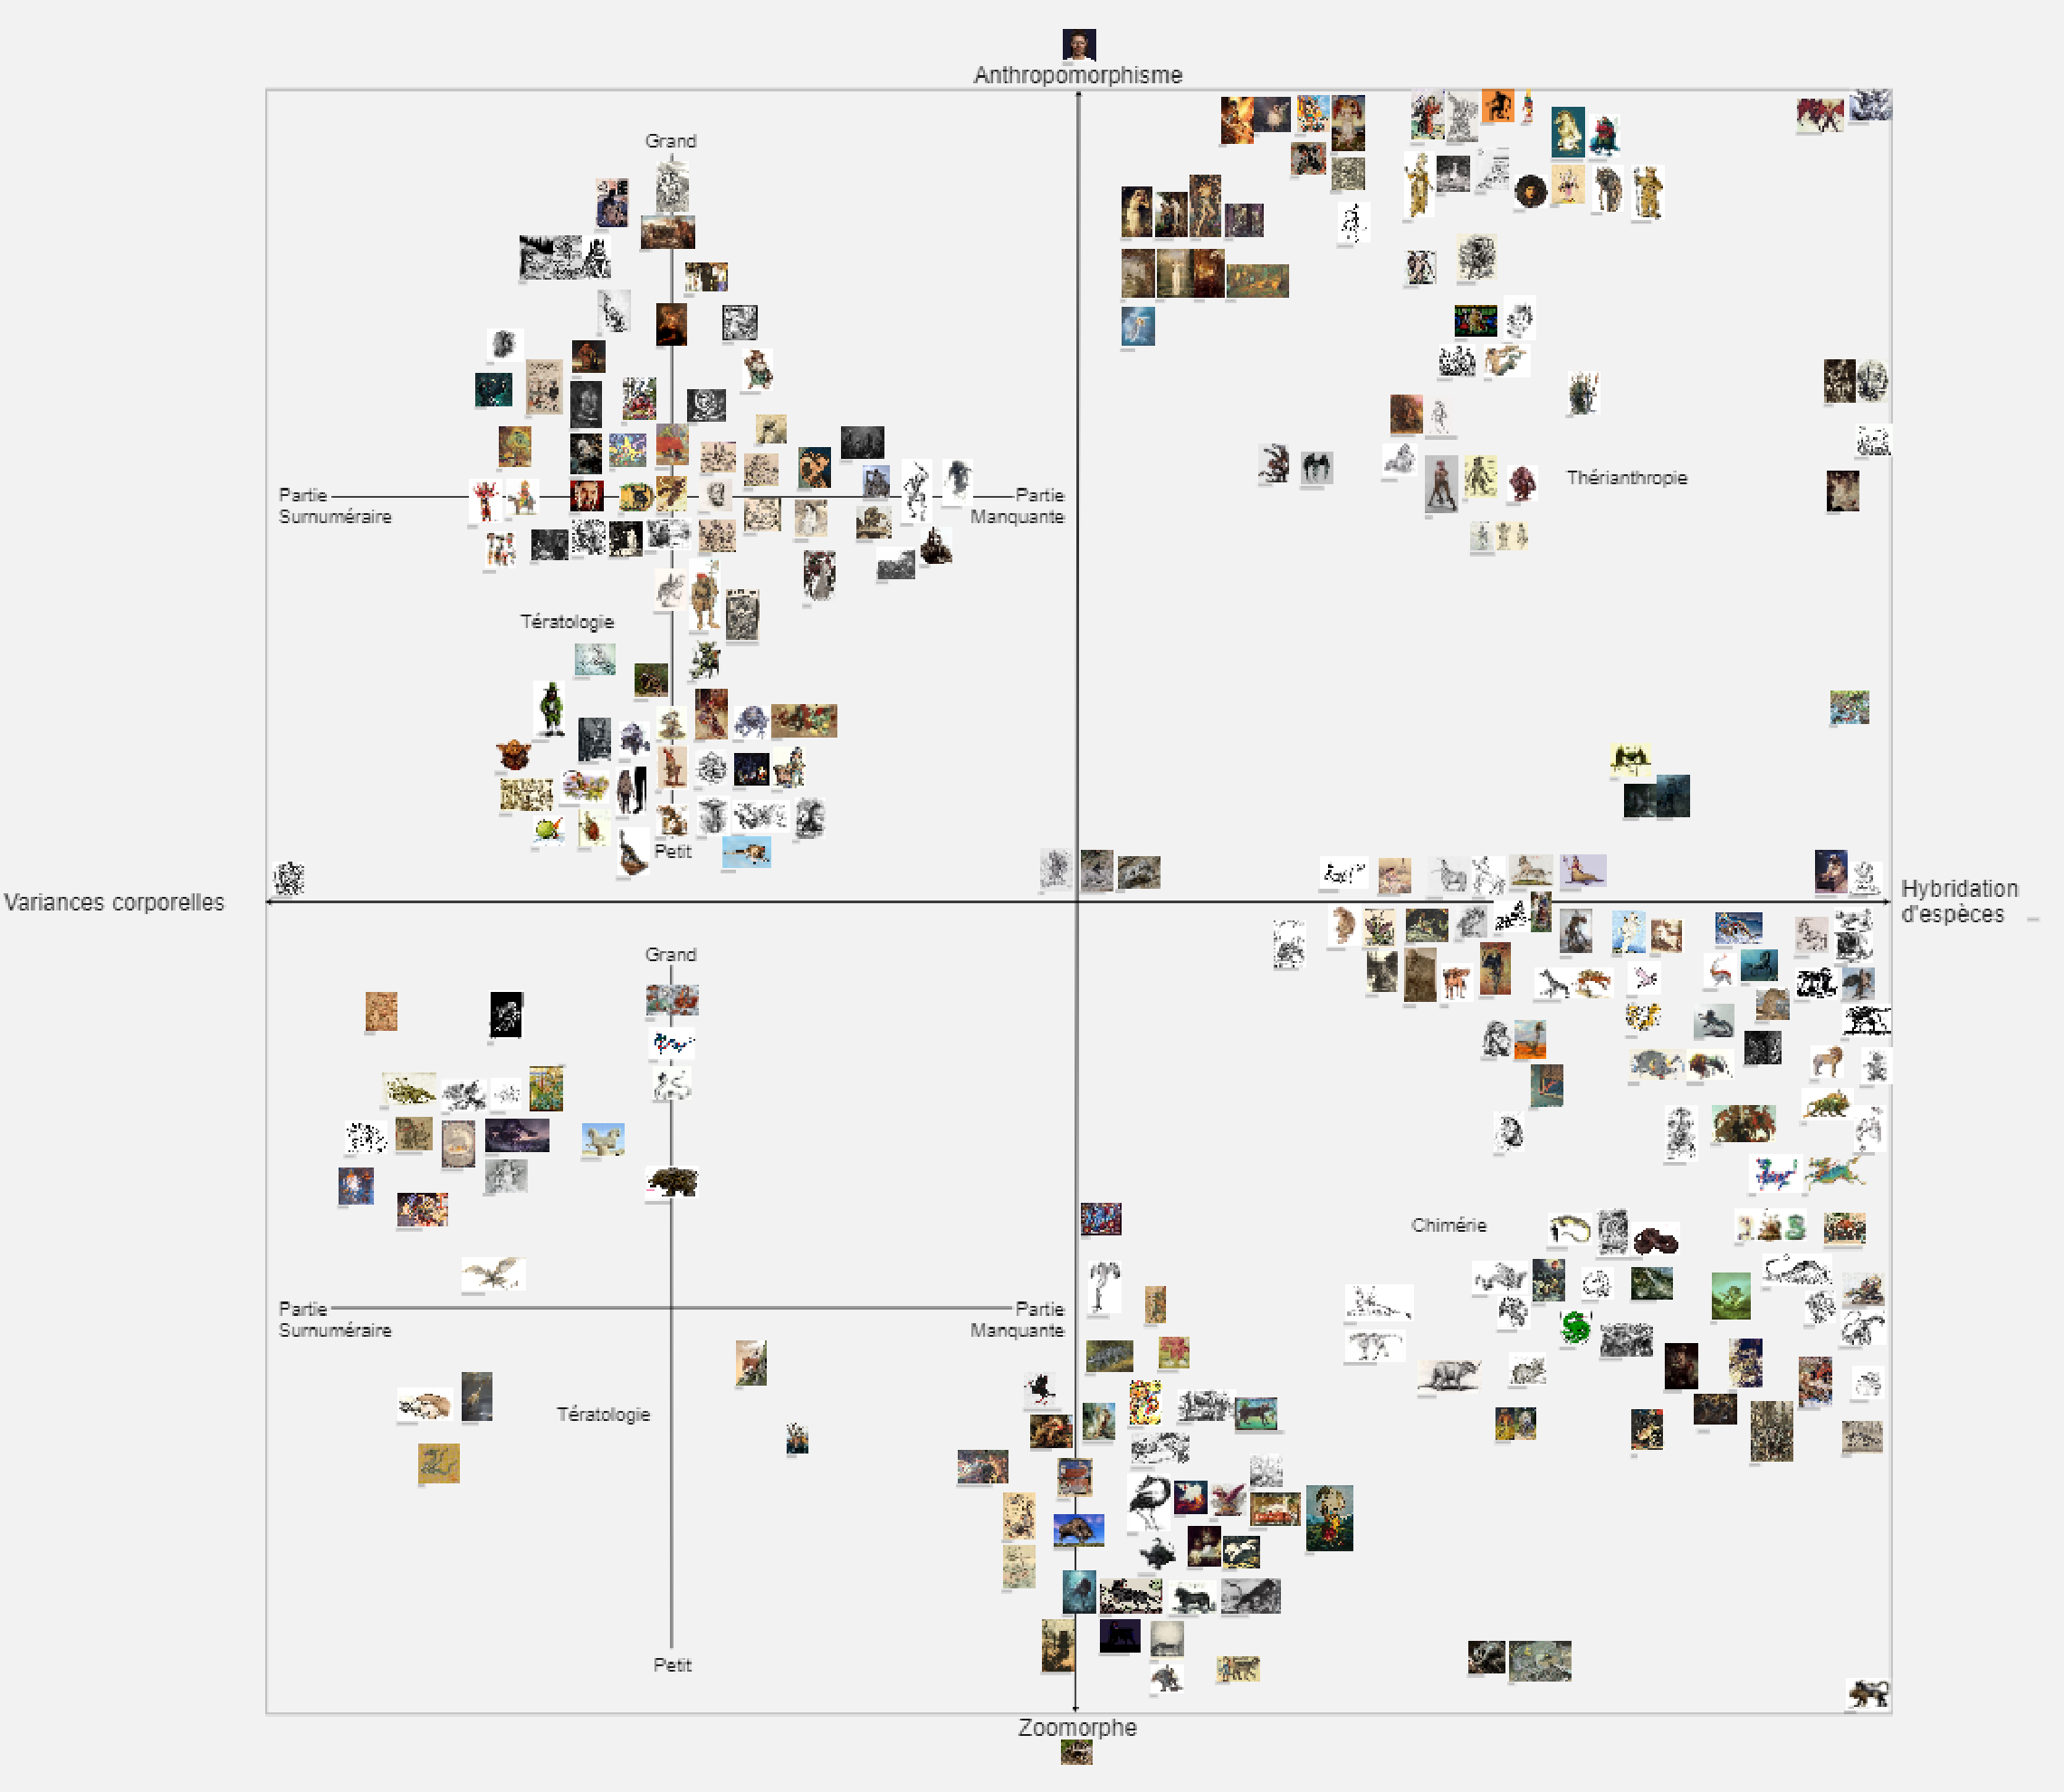 Anthropomorphisme
Grand
Thérianthropie
Partie
Surnuméraire
Partie
Manquante
Tératologie
Petit
Variances corporelles
Hybridation
d'espèces
Grand
Chimérie
Partie
Surnuméraire
Partie
Manquante
Tératologie
Petit
Zoomorphe